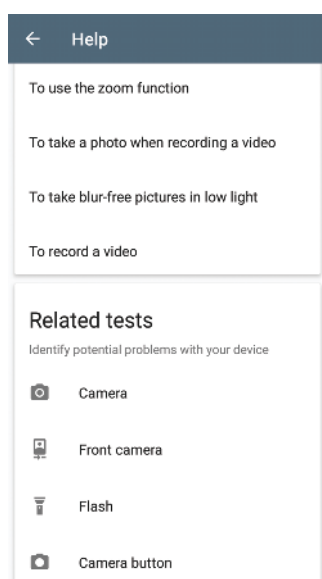 Help
To use the zoom function
To take a photo when recording a video
To take blur-free pictures in low light
To record a video
Related tests
Identify potential problems with your device
Camera
Front camera
Flash
Camera button